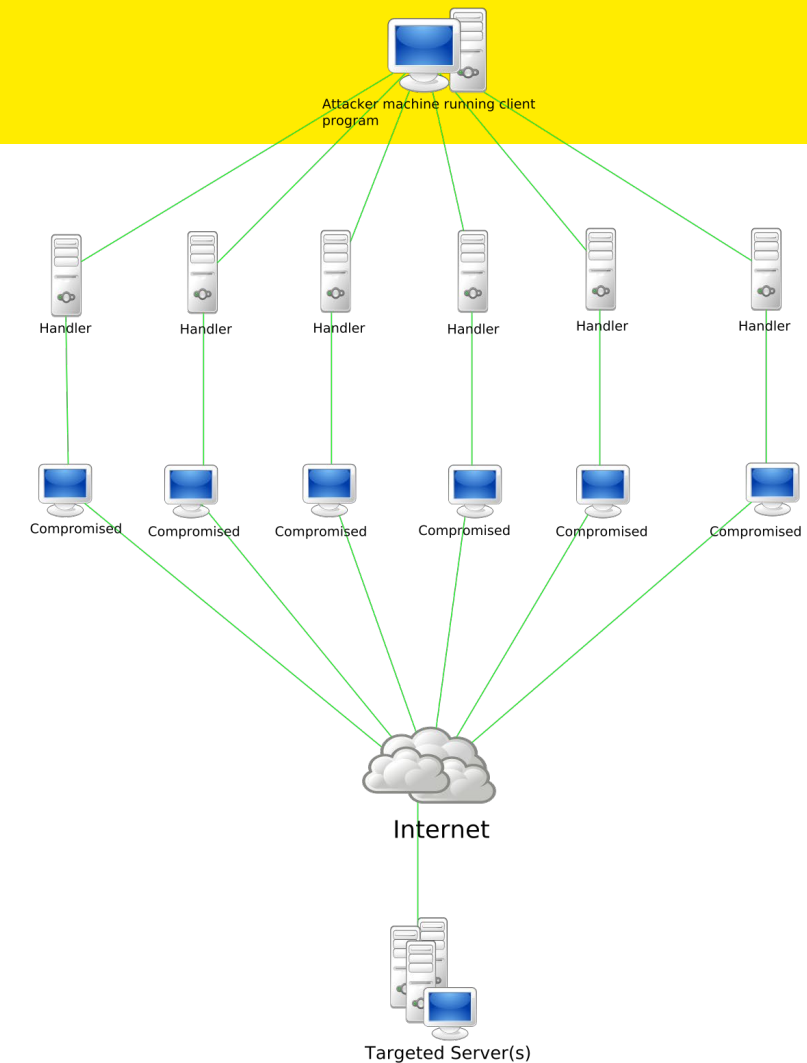 Attacker machine running client
program
Handler
Handler
Handler
Handler
Handler
Handler
Compromised
Compromised
Compromised
Compromised
Compromised
Compromised
Internet
Targeted Server(s)